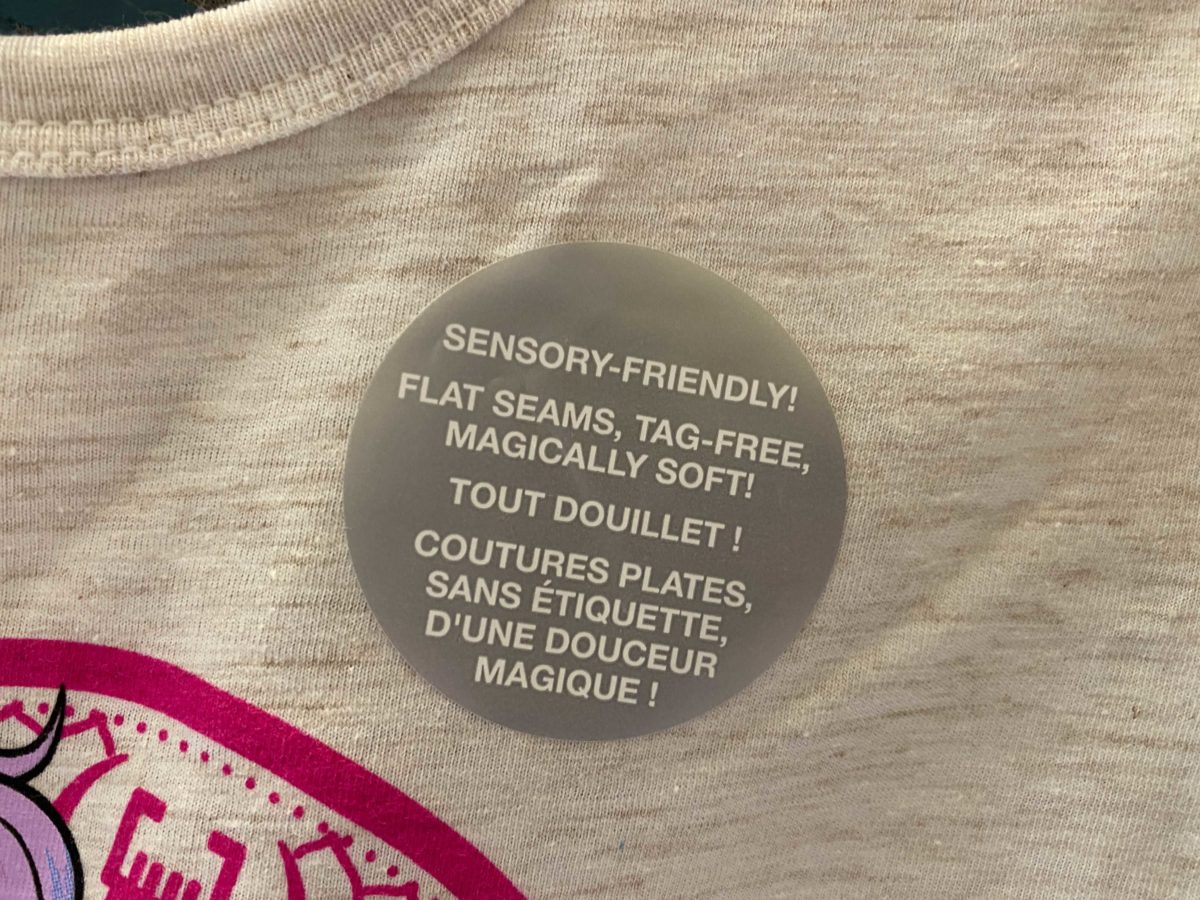 SENSORY-FRIENDLY!
FLAT SEAMS, TAG-FREE,
MAGICALLY SOFT!
TOUT DOUILLET !
COUTURES PLATES,
SANS ÉTIQUETTE,
D'UNE DOUCEUR
MAGIQUE !